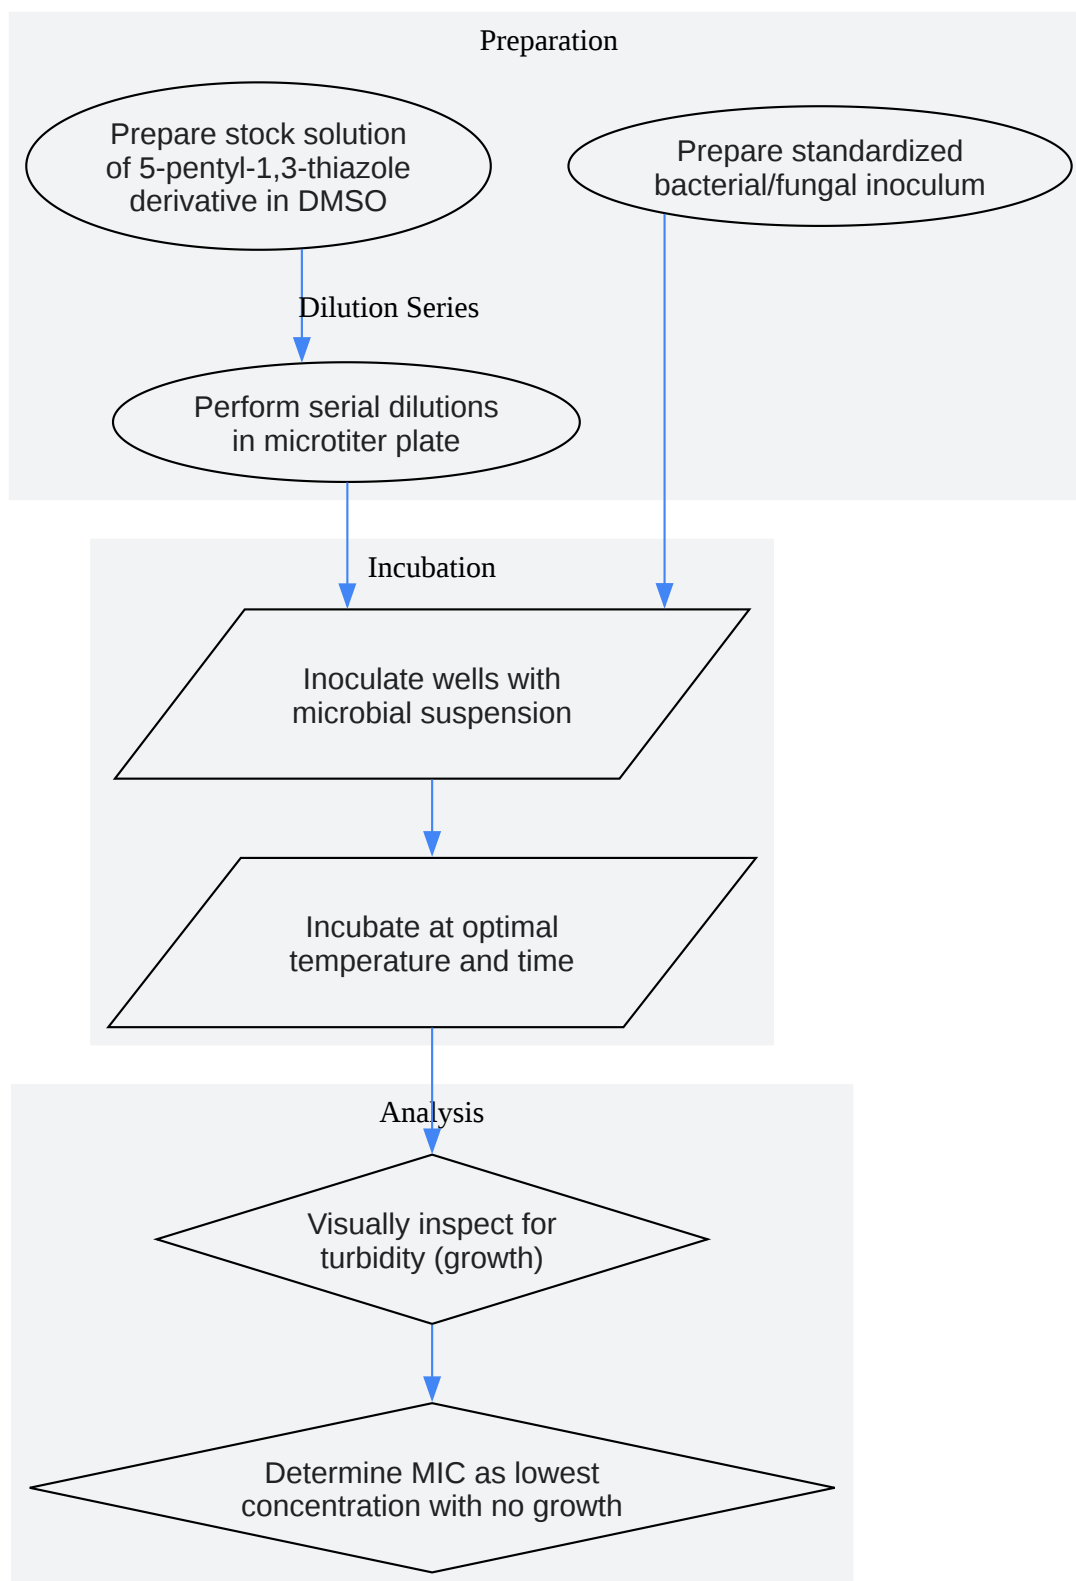 Preparation
Prepare stock solution
of 5-pentyl-1,3-thiazole
derivative in DMSO
Prepare standardized
bacterial/fungal inoculum
Dilution Series
Perform serial dilutions
in microtiter plate
Incubation
Inoculate wells with
microbial suspension
Incubate at optimal
temperature and time
Analysis
Visually inspect for
turbidity (growth)
Determine MIC as lowest
concentration with no growth